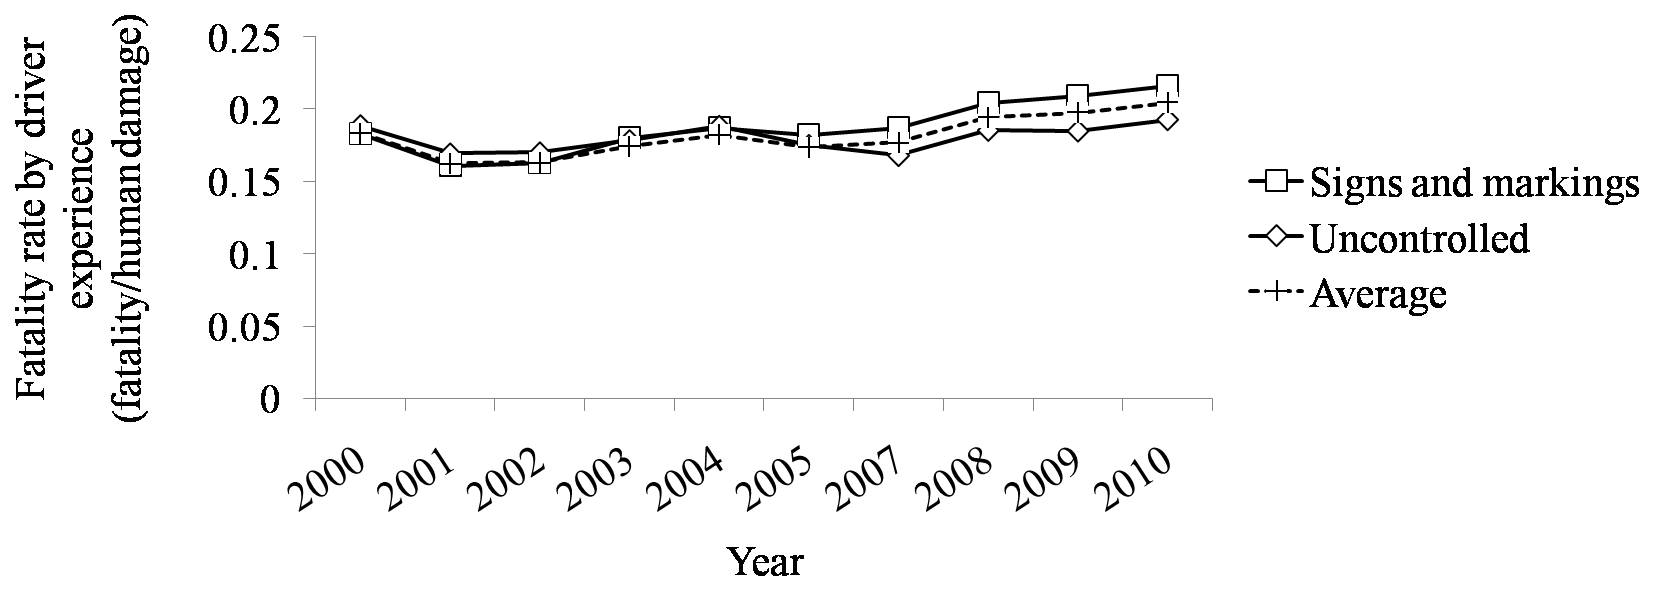 Fatality rate by driver
experience
(fatality/human damage)
0.25
0.2
0.15
0.1
0.05
0
2000
2001
2002
2003
2004
2005
2007
2008
2009
2010
Year
Signs and markings
Uncontrolled
Average